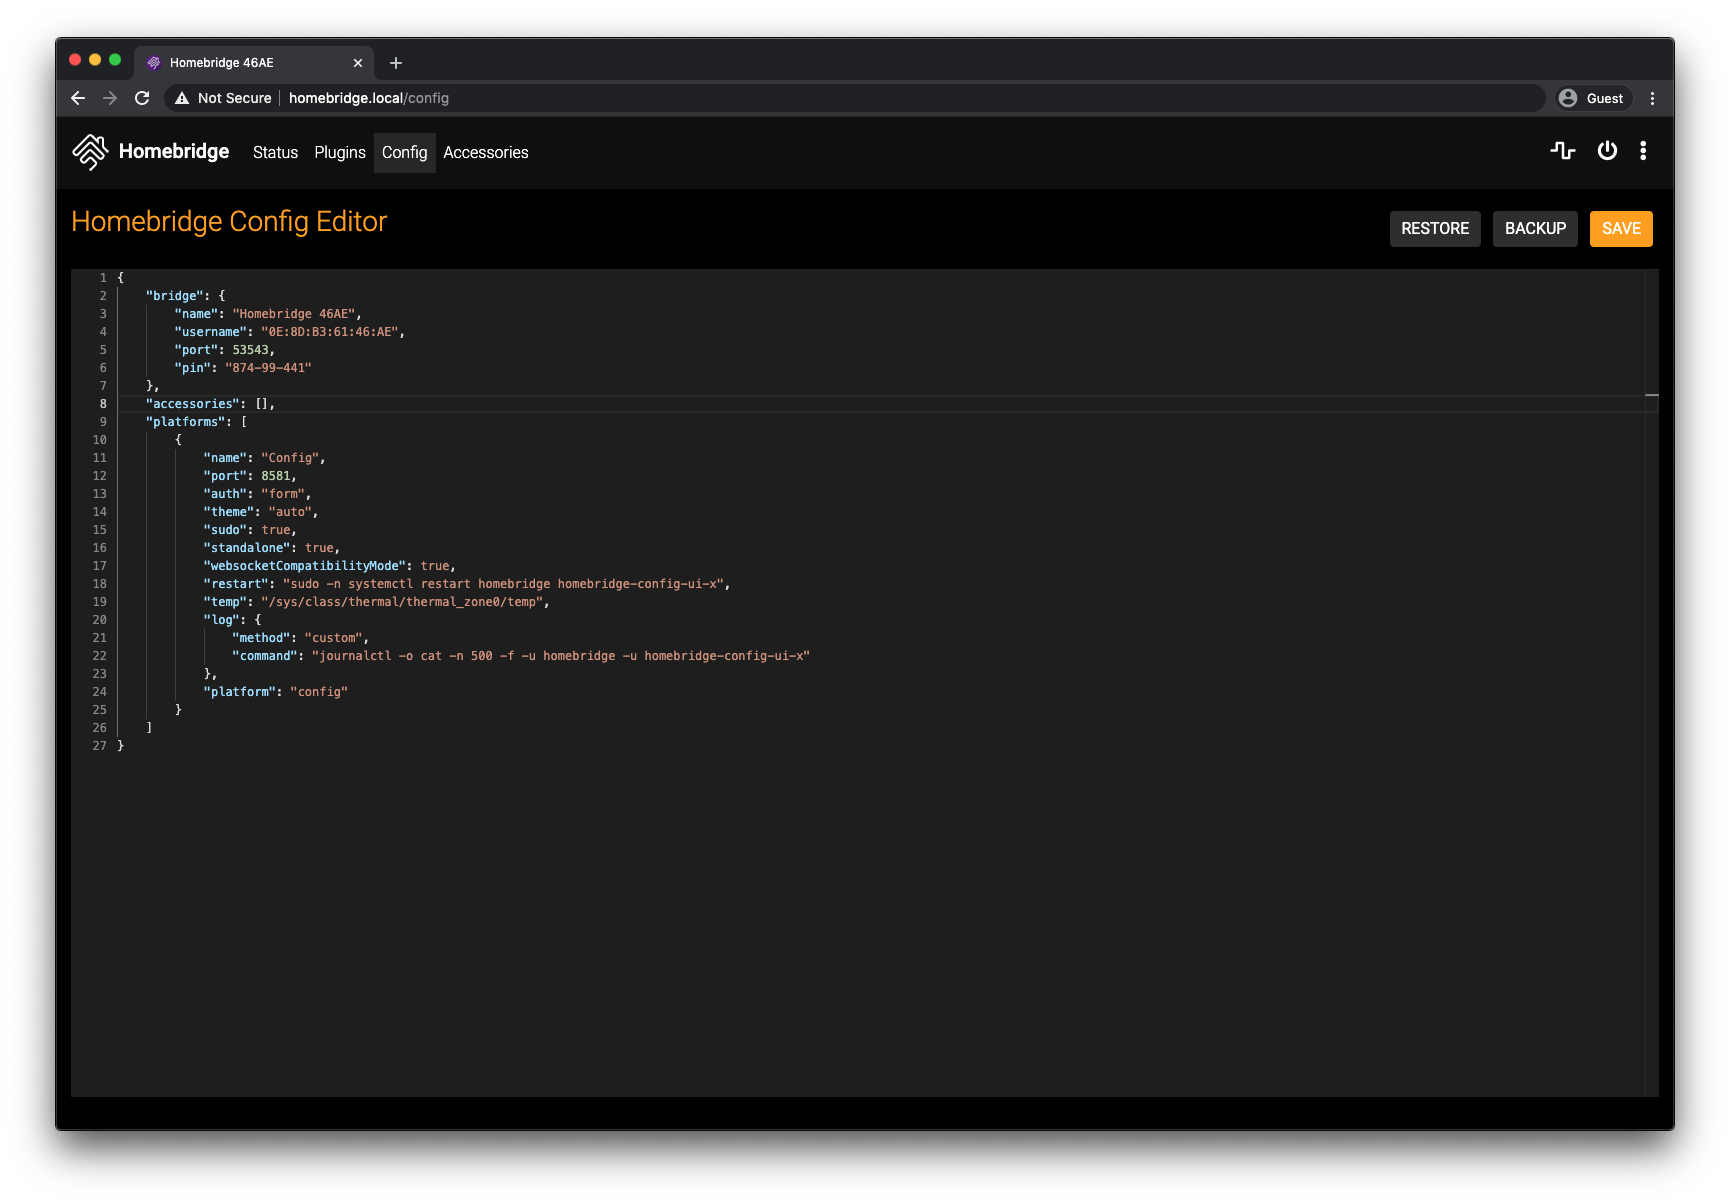 Homebridge 46AE
Not Secure homebridge.local/config Guest
Homebridge Status Plugins Config Accessories
Homebridge Config Editor RESTORE BACKUP SAVE
1 {
2 "bridge": {
3 "name": "Homebridge 46AE",
4 "username": "0E:8D:B3:61:46:AE",
5 "port": 53543,
6 "pin": "874-99-441"
7 },
8 "accessories": [],
9 "platforms": [
10 {
11 "name": "Config",
12 "port": 8581,
13 "auth": "form",
14 "theme": "auto",
15 "sudo": true,
16 "standalone": true,
17 "websocketCompatibilityMode": true,
18 "restart": "sudo -n systemctl restart homebridge homebridge-config-ui-x",
19 "temp": "/sys/class/thermal/thermal_zone0/temp",
20 "log": {
21 "method": "custom",
22 "command": "journalctl -o cat -n 500 -f -u homebridge -u homebridge-config-ui-x"
23 },
24 "platform": "config"
25 }
26 ]
27 }